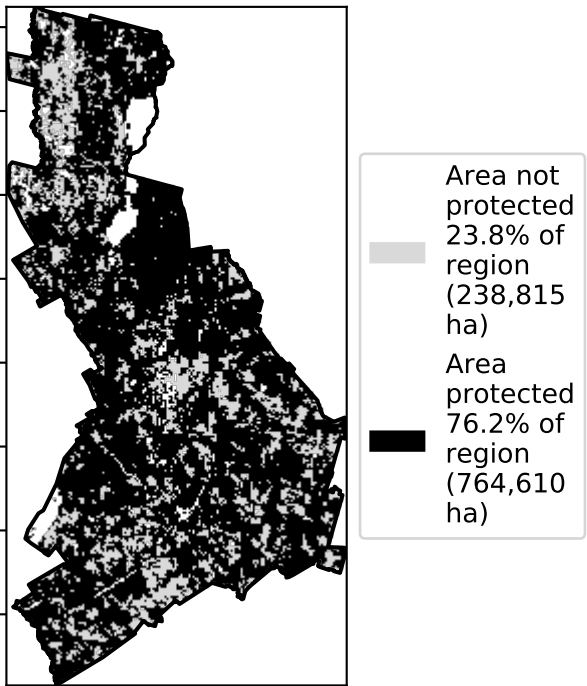 Area not
protected
23.8% of
region
(238,815
ha)
Area
protected
76.2% of
region
(764,610
ha)